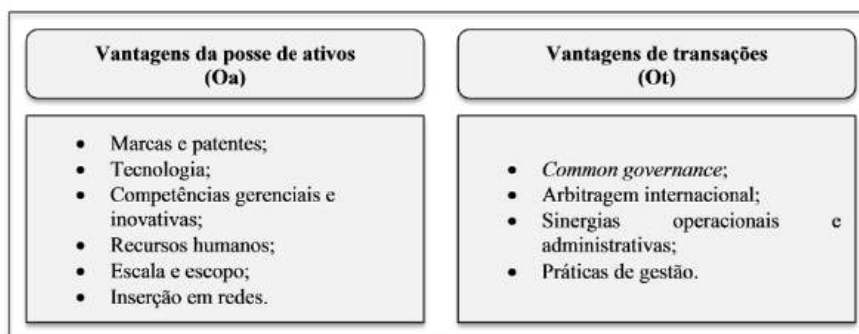 Vantagens da posse de ativos
(Oa)
• Marcas e patentes;
• Tecnologia;
• Competências gerenciais e
inovativas;
• Recursos humanos;
• Escala e escopo;
• Inserção em redes.
Vantagens de transações
(Ot)
• Common governance;
• Arbitragem internacional;
• Sinergias operacionais e
administrativas;
• Práticas de gestão.